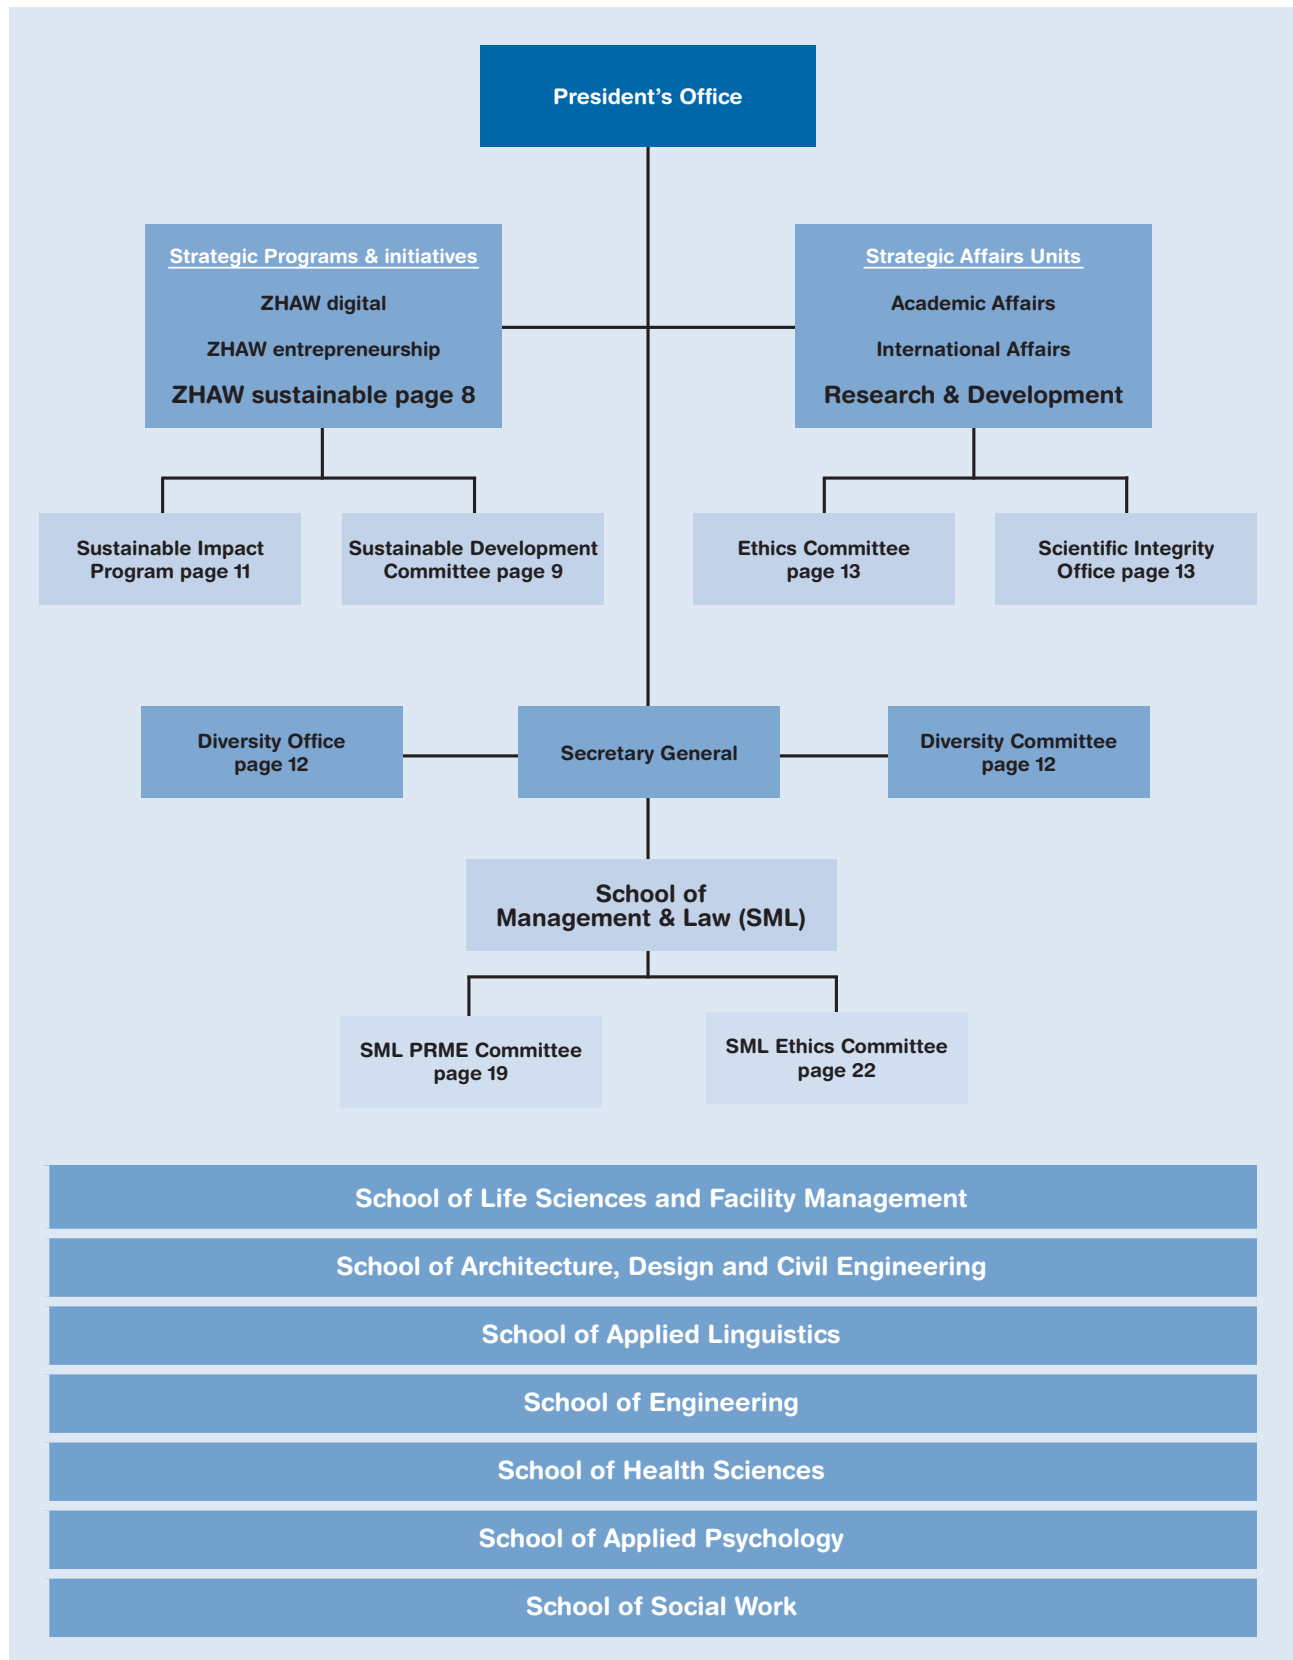 President’s Office
Strategic Programs & initiatives
ZHAW digital
ZHAW entrepreneurship
ZHAW sustainable page 8
Strategic Affairs Units
Academic Affairs
International Affairs
Research & Development
Sustainable Impact
Program page 11
Sustainable Development
Committee page 9
Ethics Committee
page 13
Scientific Integrity
Office page 13
Diversity Office
page 12
Secretary General
Diversity Committee
page 12
School of
Management & Law (SML)
SML PRME Committee
page 19
SML Ethics Committee
page 22
School of Life Sciences and Facility Management
School of Architecture, Design and Civil Engineering
School of Applied Linguistics
School of Engineering
School of Health Sciences
School of Applied Psychology
School of Social Work